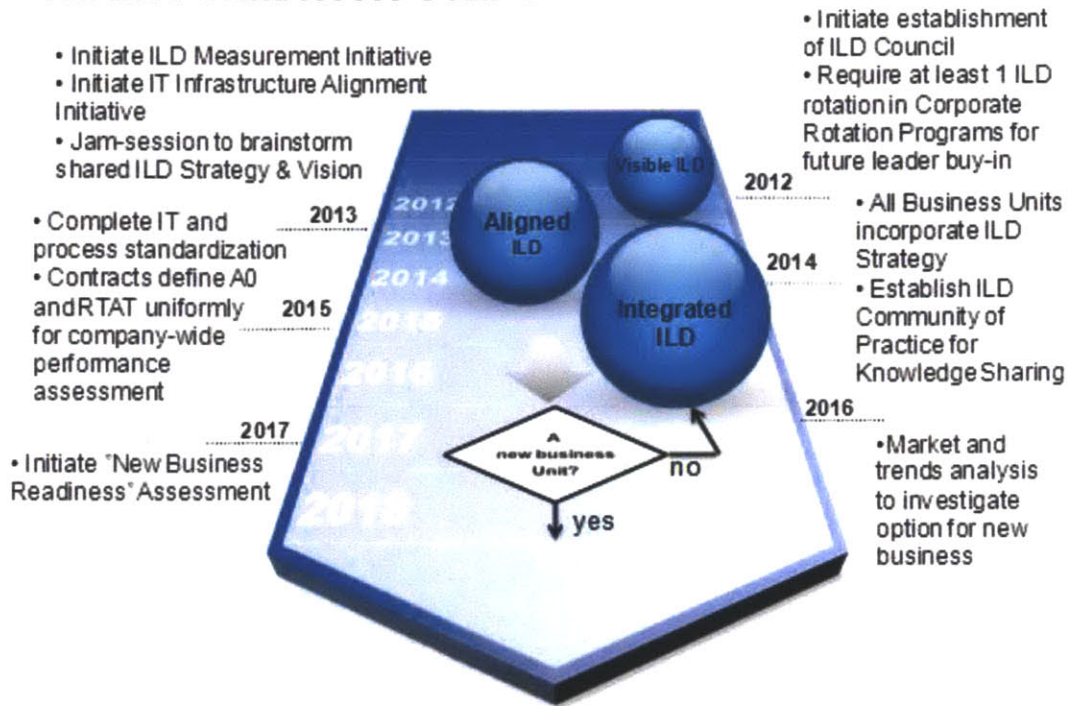 • Initiate ILD Measurement Initiative
• Initiate IT Infrastructure Alignment
Initiative
• Jam-session to brainstorm
shared ILD Strategy & Vision
2013
• Complete IT and
process standardization
• Contracts define A0
and RTAT uniformly
for company-wide
performance
assessment
2015
2017
• Initiate "New Business
Readiness" Assessment
2012
2013
2014
2015
2016
2017
2018
Visible ILD
Aligned
ILD
Integrated
ILD
A
new business
Unit?
no
yes
• Initiate establishment
of ILD Council
• Require at least 1 ILD
rotation in Corporate
Rotation Programs for
future leader buy-in
2012
• All Business Units
incorporate ILD
Strategy
• Establish ILD
Community of
Practice for
Knowledge Sharing
2014
2016
• Market and
trends analysis
to investigate
option for new
business